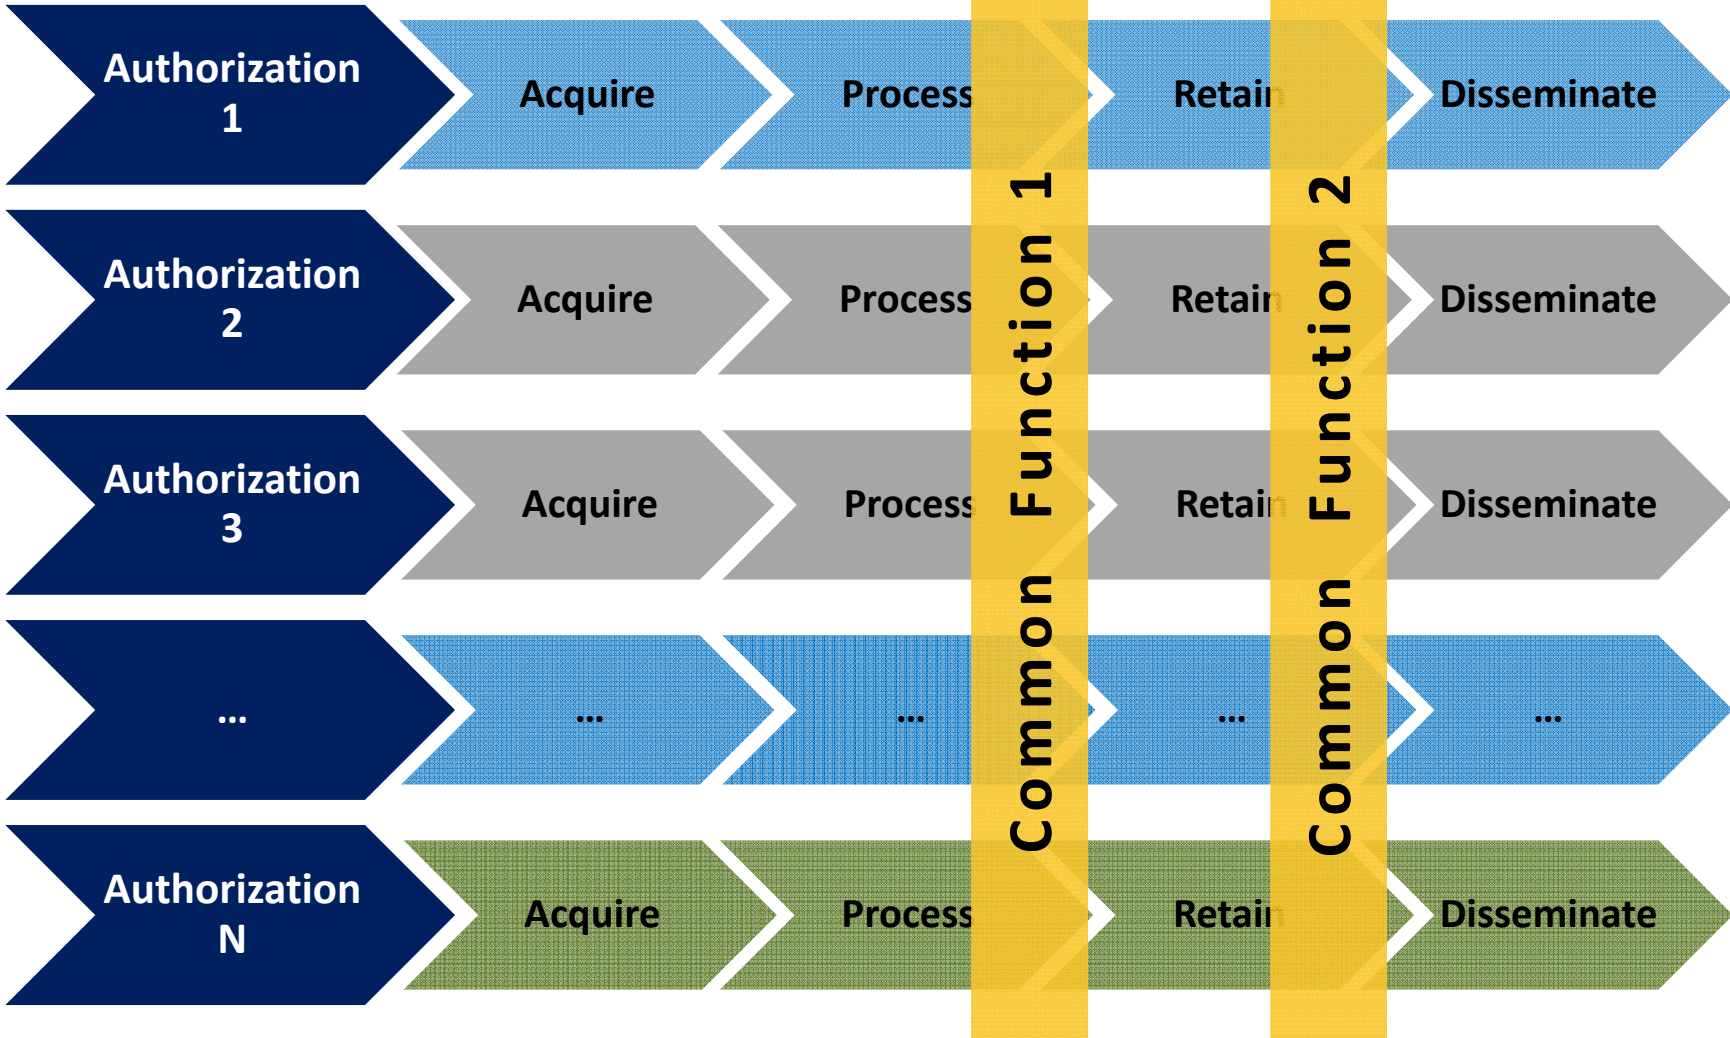 Authorization
1
Acquire
Process
Retain
Disseminate
Authorization
2
Acquire
Process
Retain
Disseminate
Authorization
3
Acquire
Process
Retain
Disseminate
...
...
...
...
...
Authorization
N
Acquire
Process
Retain
Disseminate
Common Function 1
Common Function 2